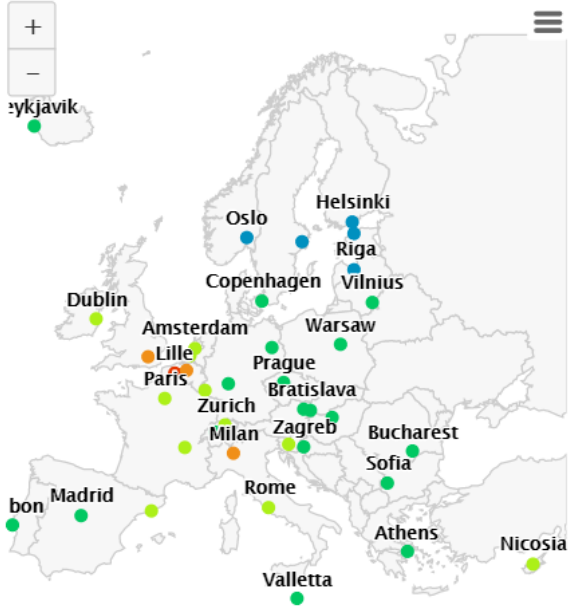 +
−
eykjavik
Helsinki
Oslo
Riga
Copenhagen
Vilnius
Dublin
Amsterdam
Warsaw
Lille
Prague
Paris
Bratislava
Zurich
Zagreb
Milan
Bucharest
Sofia
Rome
bon
Madrid
Athens
Nicosia
Valletta